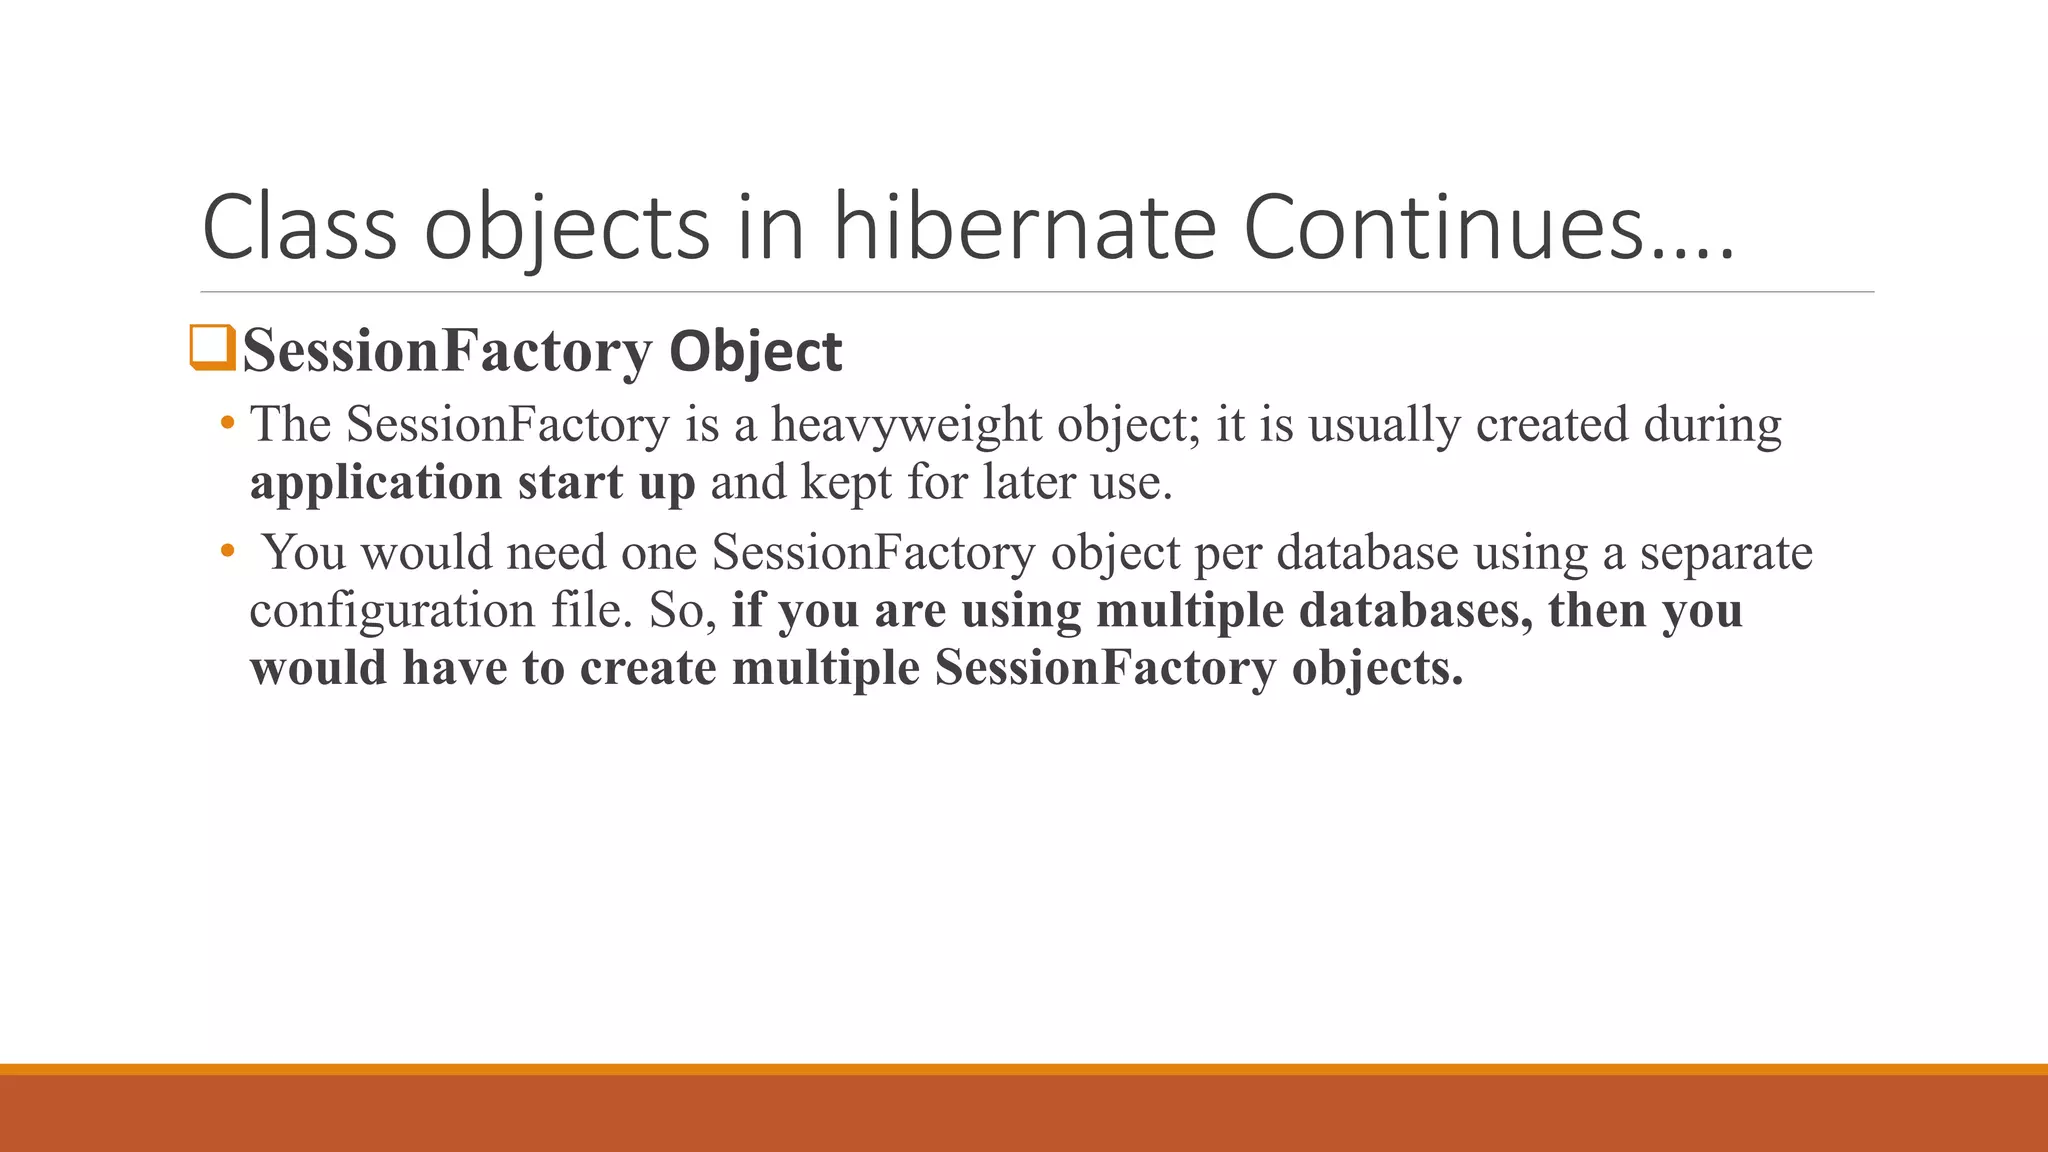 Class objects in hibernate Continues….
❑SessionFactory Object
• The SessionFactory is a heavyweight object; it is usually created during
application start up and kept for later use.
• You would need one SessionFactory object per database using a separate
configuration file. So, if you are using multiple databases, then you
would have to create multiple SessionFactory objects.